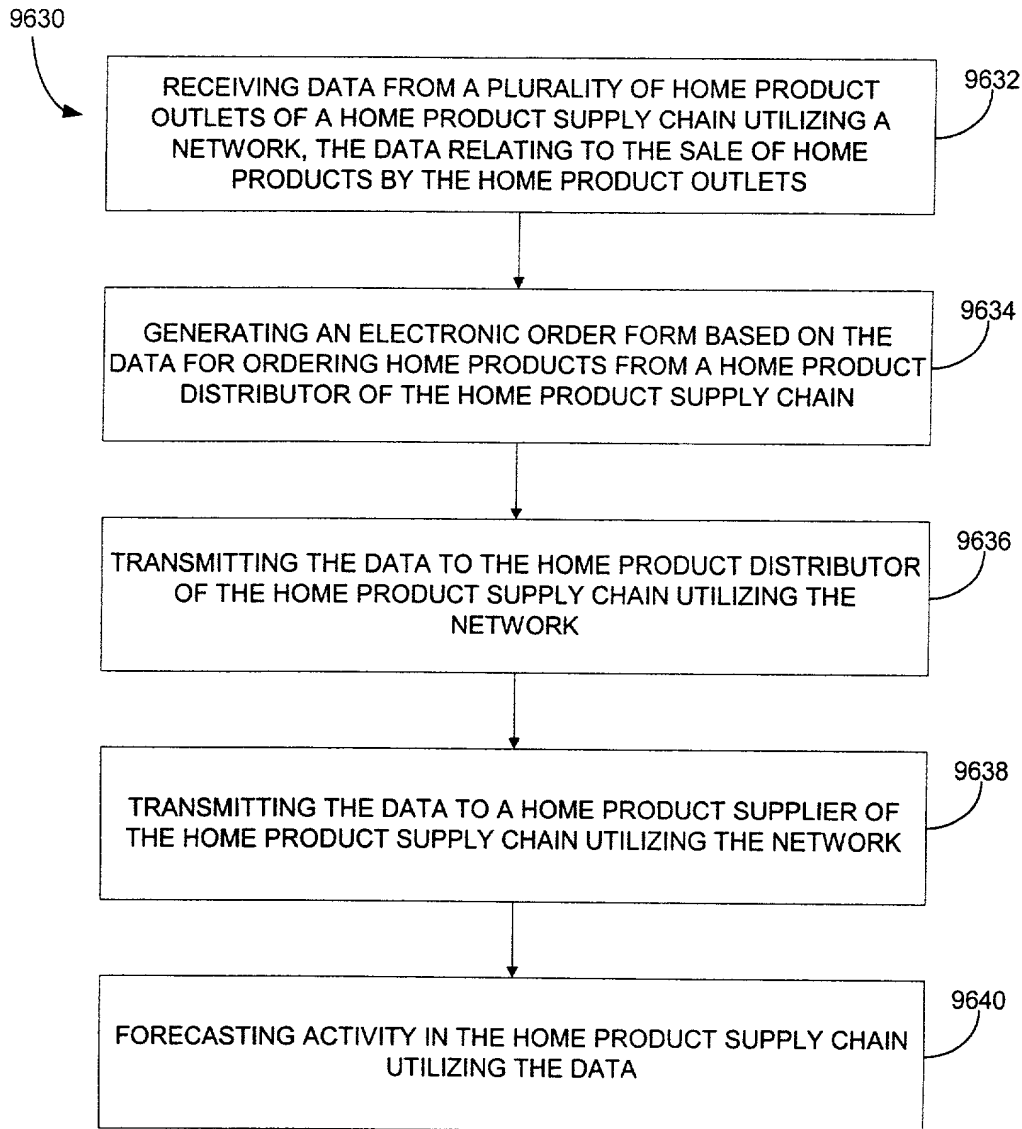 9630
RECEIVING DATA FROM A PLURALITY OF HOME PRODUCT
OUTLETS OF A HOME PRODUCT SUPPLY CHAIN UTILIZING A
NETWORK, THE DATA RELATING TO THE SALE OF HOME
PRODUCTS BY THE HOME PRODUCT OUTLETS
9632
GENERATING AN ELECTRONIC ORDER FORM BASED ON THE
DATA FOR ORDERING HOME PRODUCTS FROM A HOME PRODUCT
DISTRIBUTOR OF THE HOME PRODUCT SUPPLY CHAIN
9634
TRANSMITTING THE DATA TO THE HOME PRODUCT DISTRIBUTOR
OF THE HOME PRODUCT SUPPLY CHAIN UTILIZING THE
NETWORK
9636
TRANSMITTING THE DATA TO A HOME PRODUCT SUPPLIER OF
THE HOME PRODUCT SUPPLY CHAIN UTILIZING THE NETWORK
9638
FORECASTING ACTIVITY IN THE HOME PRODUCT SUPPLY CHAIN
UTILIZING THE DATA
9640